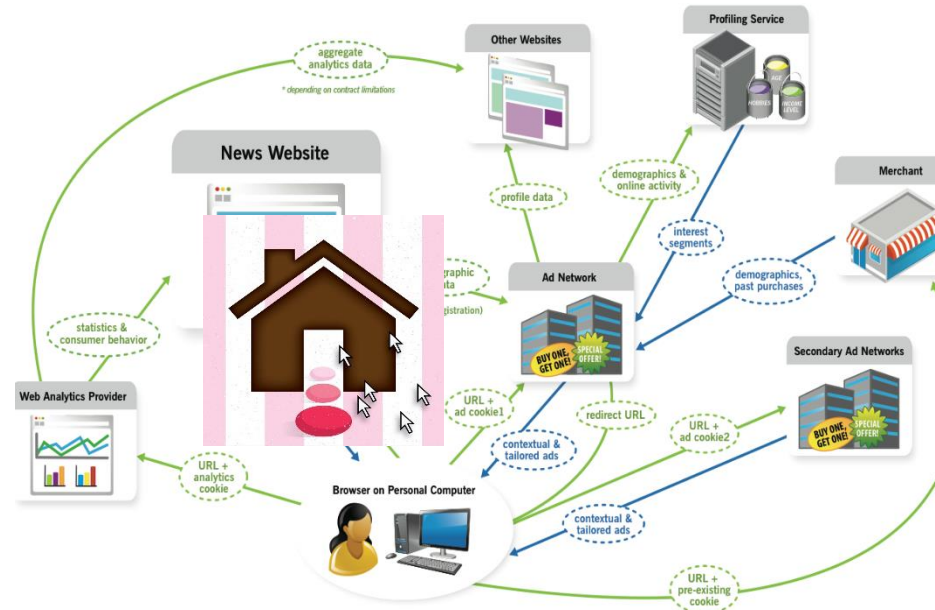 Profiling Service
AGE
HOBBIES
INCOME
LEVEL
Other Websites
aggregate
analytics data
* depending on contract limitations
News Website
demographics &
online activity
Merchant
profile data
interest
segments
Ad Network
demographics,
past purchases
BUY ONE,
GET ONE!
SPECIAL
OFFER!
statistics &
consumer behavior
Secondary Ad Networks
BUY ONE,
GET ONE!
SPECIAL
OFFER!
Web Analytics Provider
URL +
ad cookie1
redirect URL
URL +
ad cookie2
contextual &
tailored ads
URL +
analytics
cookie
Browser on Personal Computer
contextual &
tailored ads
URL +
pre-existing
cookie